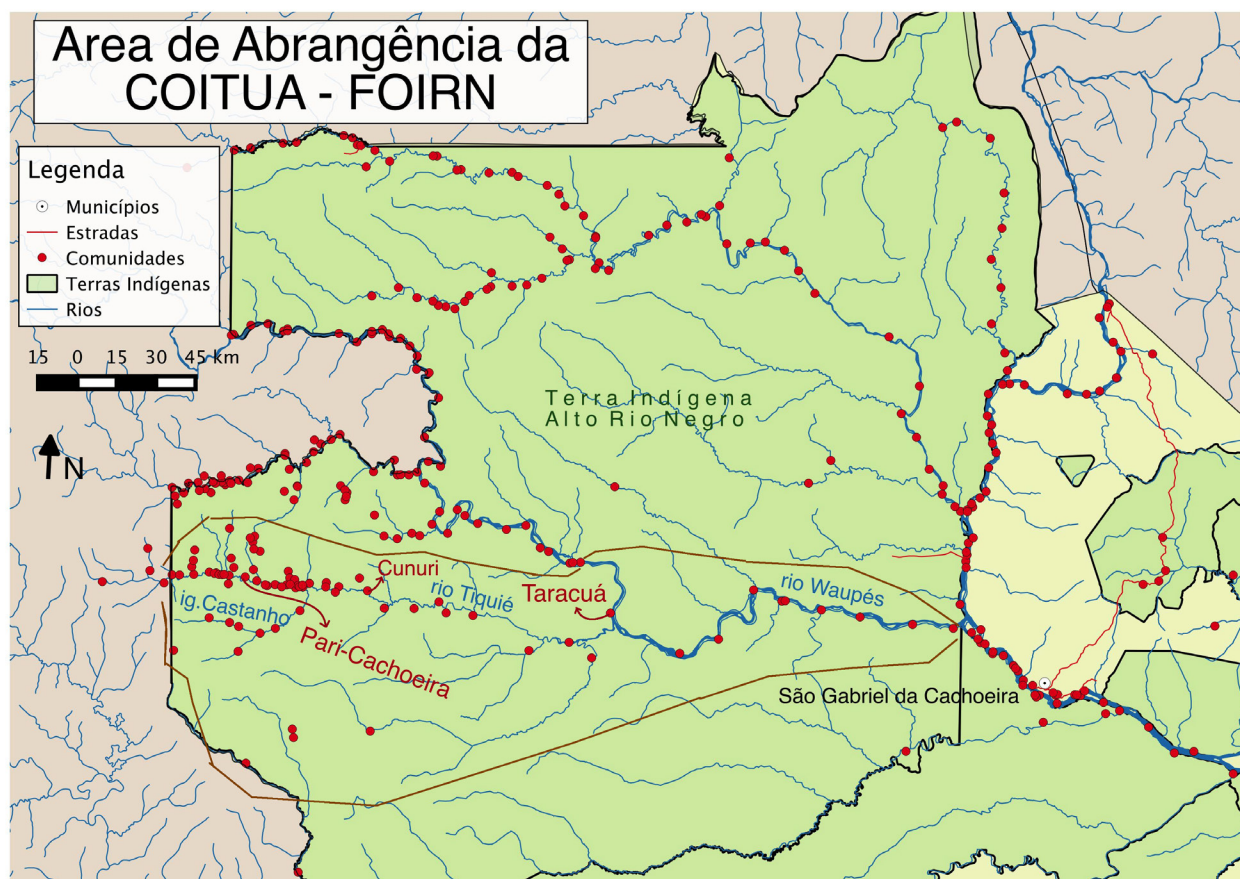 Area de Abrangência da
COITUA - FOIRN
Legenda
Municípios
Estradas
Comunidades
Terras Indígenas
Rios
15 0 15 30 45 km
N
Terra Indígena
Alto Rio Negro
Cunuri
rio Tiquié
Taracuá
rio Waupés
ig.Castanho
Pari-Cachoeira
São Gabriel da Cachoeira